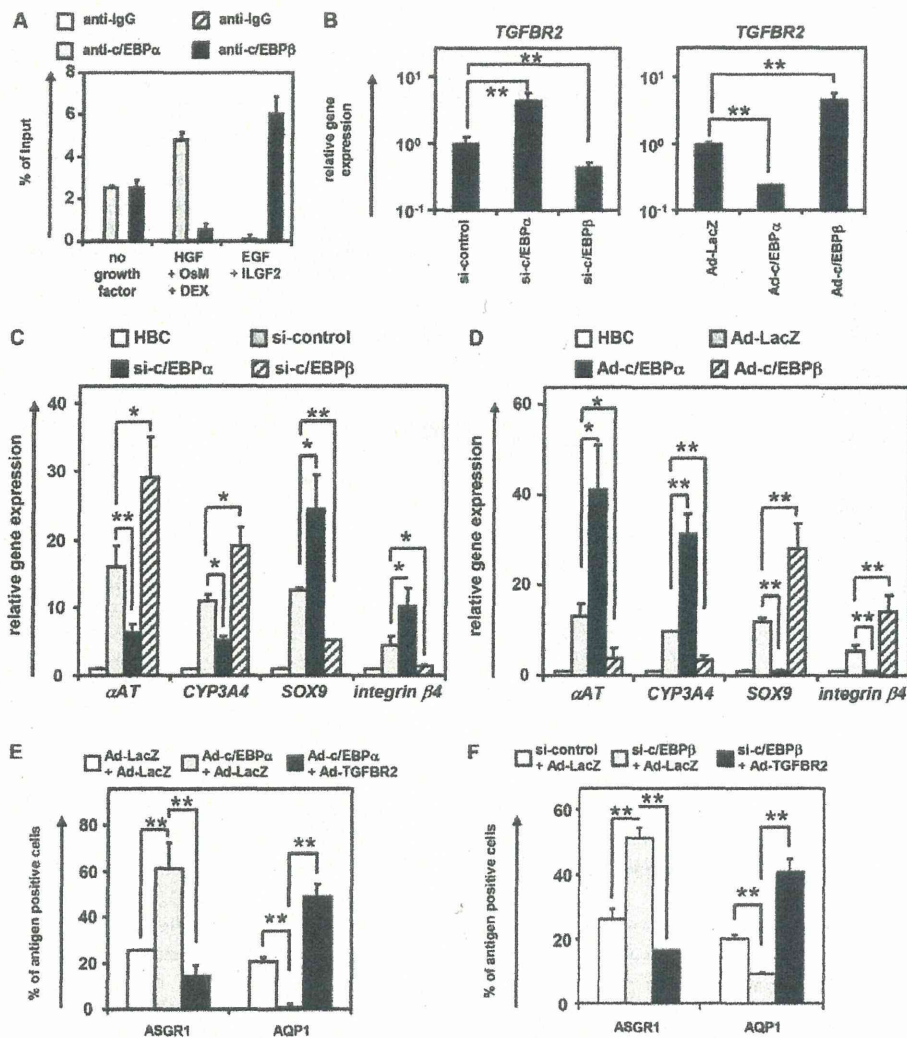 A
anti-IgG anti-IgG
anti-c/EBPα anti-c/EBPβ
% of input
8
6
4
2
0
no growth factor
HGF + OsM + DEX
EGF + ILGF2
B
TGFBR2
relative gene expression
10¹
10⁰
10⁻¹
** **
si-control si-c/EBPα si-c/EBPβ
TGFBR2
10¹
10⁰
10⁻¹
** **
Ad-LacZ Ad-c/EBPα Ad-c/EBPβ
C
HBC si-control
si-c/EBPα si-c/EBPβ
relative gene expression
40
30
20
10
0
* ** * * ** * * *
αAT CYP3A4 SOX9 integrin β4
D
HBC Ad-LacZ
Ad-c/EBPα Ad-c/EBPβ
relative gene expression
60
40
20
0
* * ** ** ** ** ** **
αAT CYP3A4 SOX9 integrin β4
E
Ad-LacZ + Ad-LacZ
Ad-c/EBPα + Ad-LacZ
Ad-c/EBPα + Ad-TGFBR2
% of antigen positive cells
80
60
40
20
0
** ** ** **
ASGR1 AQP1
F
si-control + Ad-LacZ
si-c/EBPβ + Ad-LacZ
si-c/EBPβ + Ad-TGFBR2
% of antigen positive cells
60
40
20
0
** ** ** **
ASGR1 AQP1